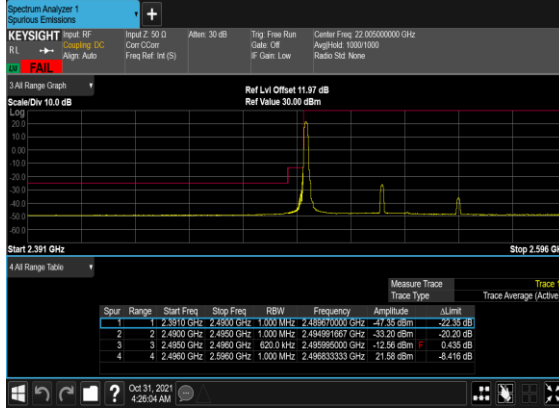 Spectrum Analyzer 1
Spurious Emissions
+
KEYSIGHT Input: RF Input Z: 50 Ω Atten: 30 dB Trig: Free Run Center Freq: 22.005000000 GHz
RL Coupling: DC Corr CCorr Gate: Off Avg|Hold: 1000/1000
Align: Auto Freq Ref: Int (S) IF Gain: Low Radio Std: None
FAIL
3 All Range Graph
Ref Lvl Offset 11.97 dB
Scale/Div 10.0 dB Ref Value 30.00 dBm
Log
20.0
10.0
0.00
-10.0
-20.0
-30.0
-40.0
-50.0
-60.0
Start 2.391 GHz Stop 2.596 GH
4 All Range Table
Measure Trace Trace 1
Trace Type Trace Average (Active
Spur Range Start Freq Stop Freq RBW Frequency Amplitude ΔLimit
1 1 2.3910 GHz 2.4900 GHz 1.000 MHz 2.489670000 GHz -47.35 dBm -22.35 dB
2 2 2.4900 GHz 2.4950 GHz 1.000 MHz 2.494991667 GHz -33.20 dBm -20.20 dB
3 3 2.4950 GHz 2.4960 GHz 620.0 kHz 2.495995000 GHz -12.56 dBm F 0.435 dB
4 4 2.4960 GHz 2.5960 GHz 1.000 MHz 2.496833333 GHz 21.58 dBm -8.416 dB
? Oct 31, 2021
4:26:04 AM